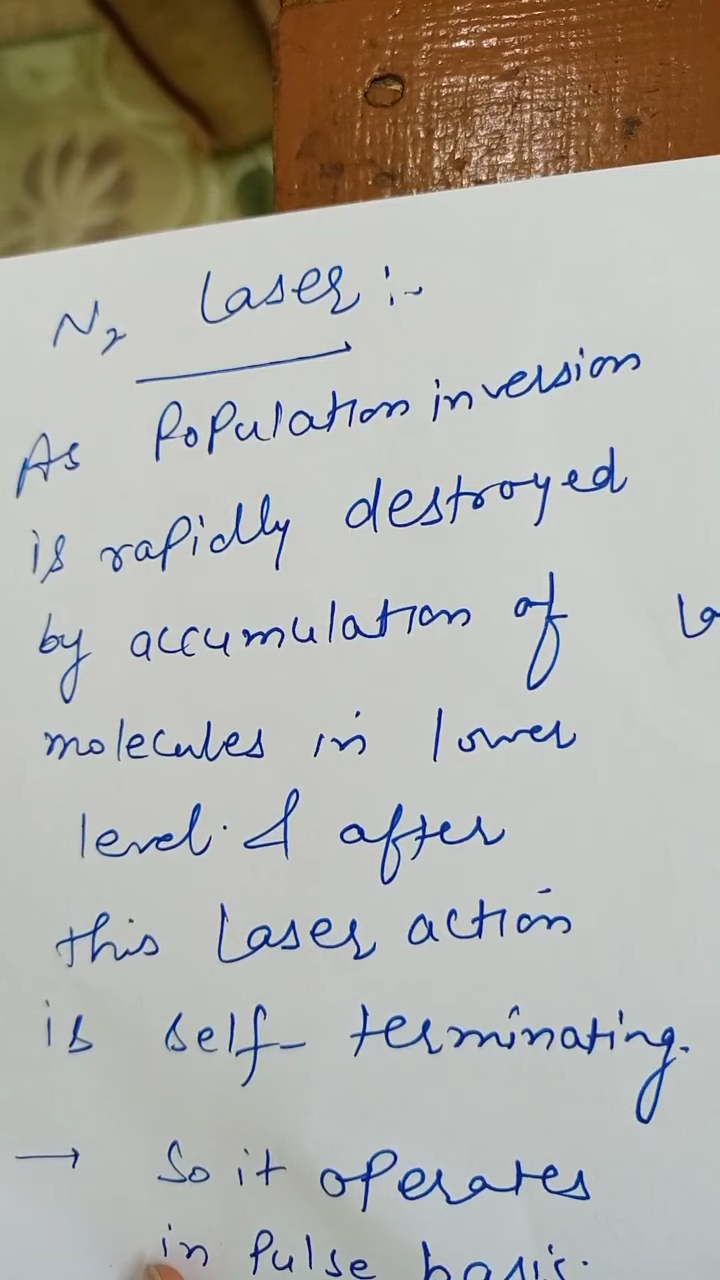 N₂ Laser :-
As Population inversion
is rapidly destroyed
by accumulation of
molecules in lower
level. & after
this Laser action
is self-terminating.
→ So it operates
in Pulse basis.